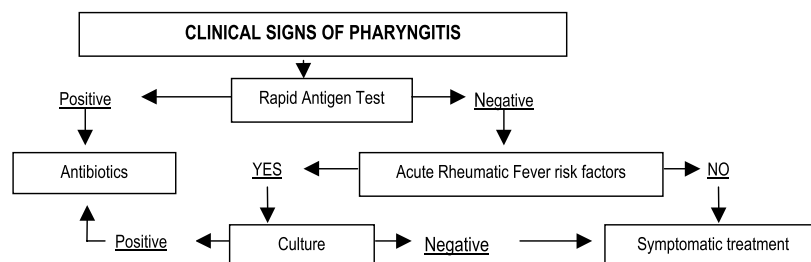 CLINICAL SIGNS OF PHARYNGITIS
Positive
Rapid Antigen Test
Negative
Antibiotics
YES
Acute Rheumatic Fever risk factors
NO
Positive
Culture
Negative
Symptomatic treatment